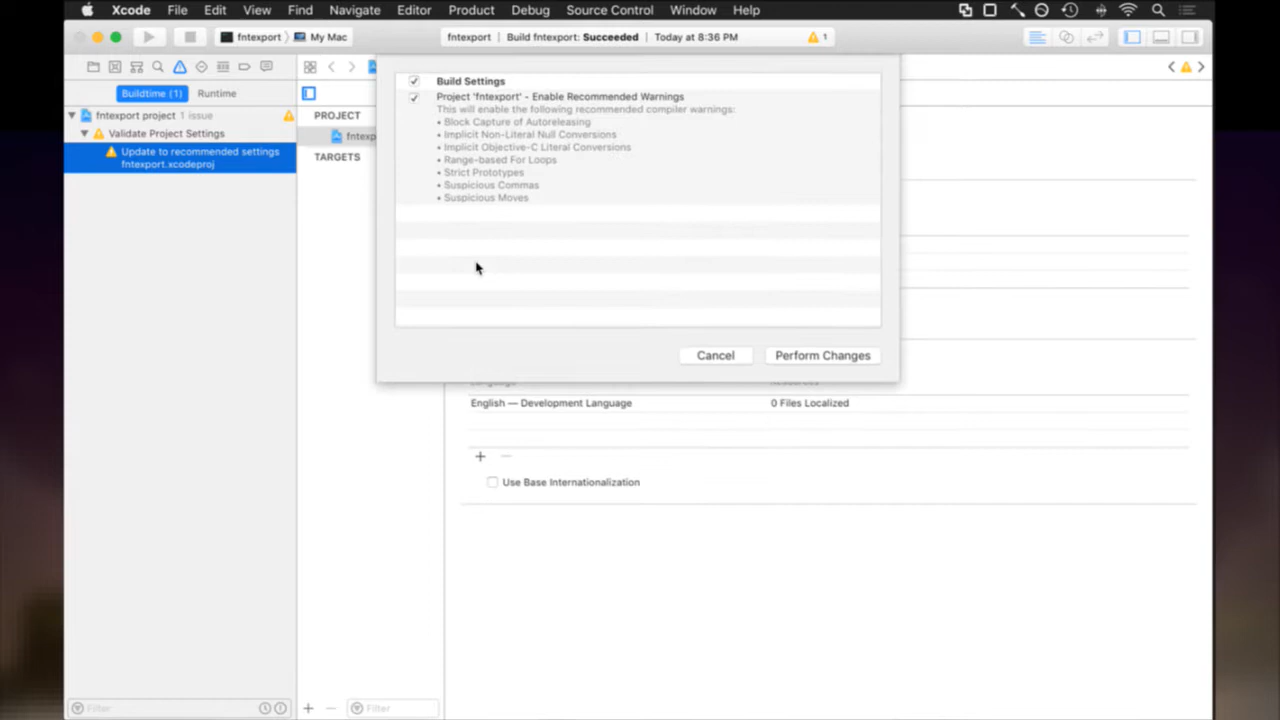 Xcode File Edit View Find Navigate Editor Product Debug Source Control Window Help
fntexport My Mac
fntexport | Build fntexport: Succeeded | Today at 8:36 PM 1
Buildtime (1) Runtime
fntexport project 1 issue
Validate Project Settings
Update to recommended settings
fntexport.xcodeproj
PROJECT
fntexp
TARGETS
Build Settings
Project 'fntexport' - Enable Recommended Warnings
This will enable the following recommended compiler warnings:
• Block Capture of Autoreleasing
• Implicit Non-Literal Null Conversions
• Implicit Objective-C Literal Conversions
• Range-based For Loops
• Strict Prototypes
• Suspicious Commas
• Suspicious Moves
Cancel Perform Changes
English — Development Language 0 Files Localized
Use Base Internationalization
Filter
Filter